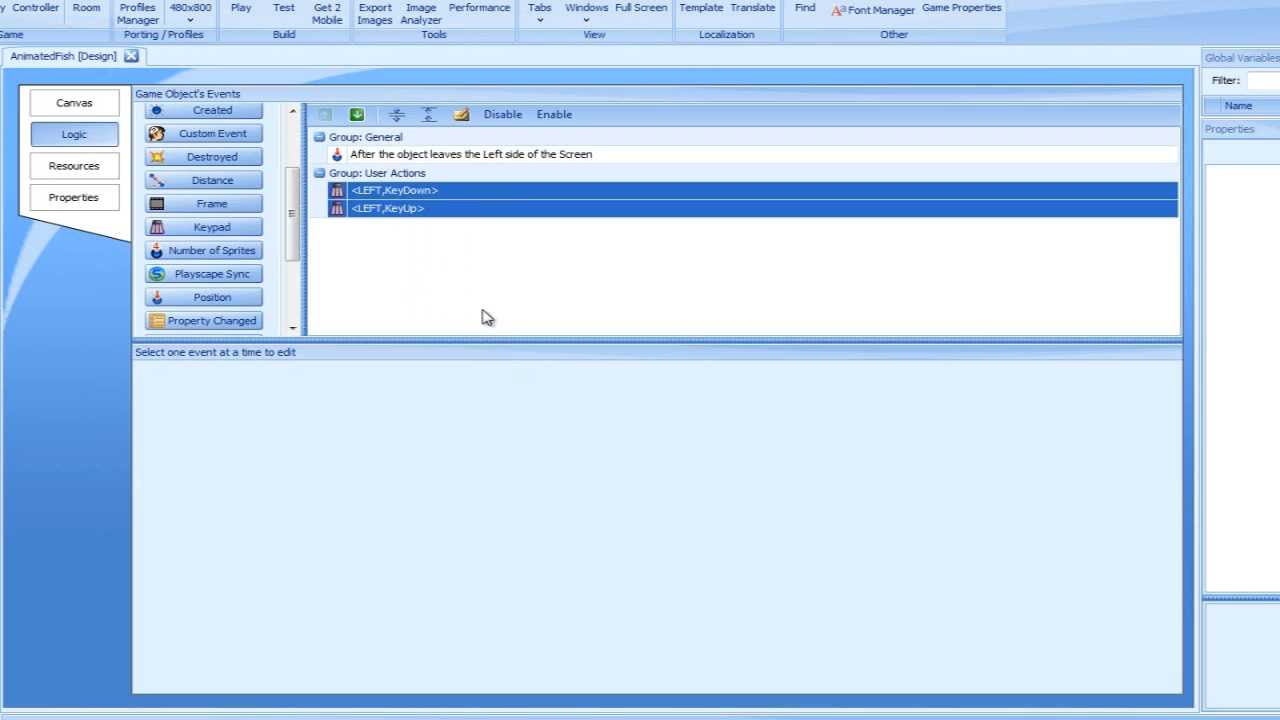 y Controller Room Profiles Manager 480x800 Play Test Get 2 Mobile Export Images Image Analyzer Performance Tabs Windows Full Screen Template Translate Find Font Manager Game Properties
ame Porting / Profiles Build Tools View Localization Other
AnimatedFish [Design]
Global Variables
Filter:
Name
Properties
Canvas
Logic
Resources
Properties
Game Object's Events
Created
Custom Event
Destroyed
Distance
Frame
Keypad
Number of Sprites
Playscape Sync
Position
Property Changed
Disable Enable
Group: General
After the object leaves the Left side of the Screen
Group: User Actions
<LEFT,KeyDown>
<LEFT,KeyUp>
Select one event at a time to edit